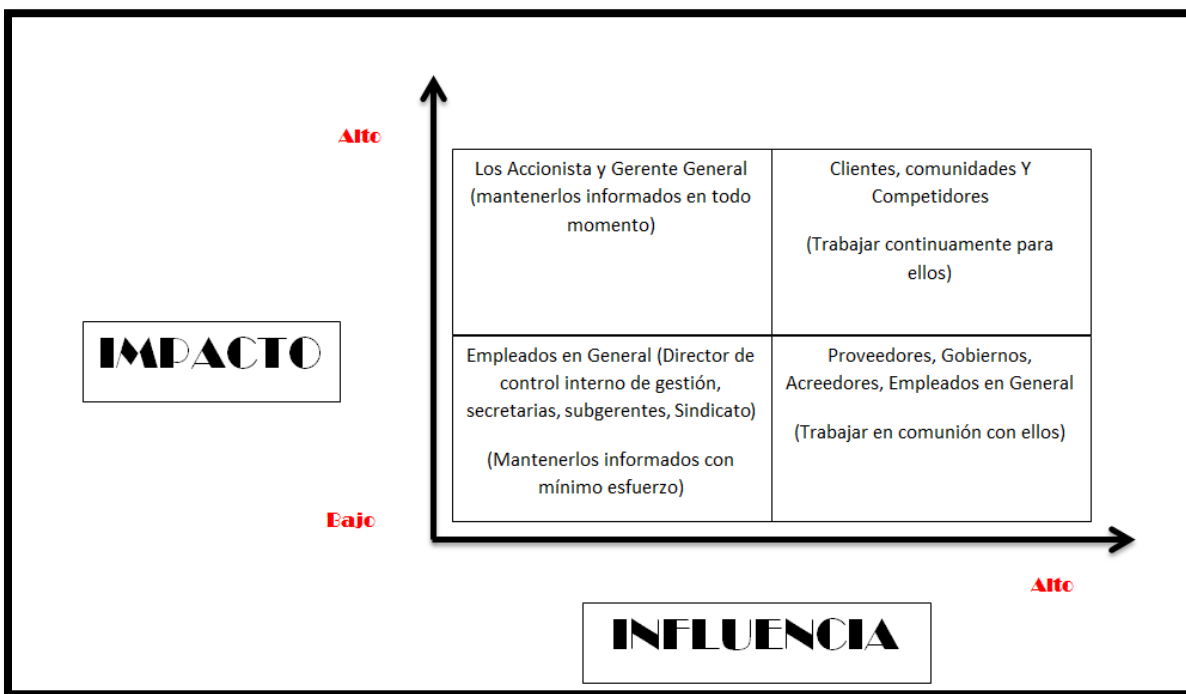 Alto
Los Accionista y Gerente General
(mantenerlos informados en todo
momento)
Clientes, comunidades Y
Competidores
(Trabajar continuamente para
ellos)
IMPACTO
Empleados en General (Director de
control interno de gestión,
secretarias, subgerentes, Sindicato)
(Mantenerlos informados con
mínimo esfuerzo)
Proveedores, Gobiernos,
Acreedores, Empleados en General
(Trabajar en comunión con ellos)
Bajo
Alto
INFLUENCIA